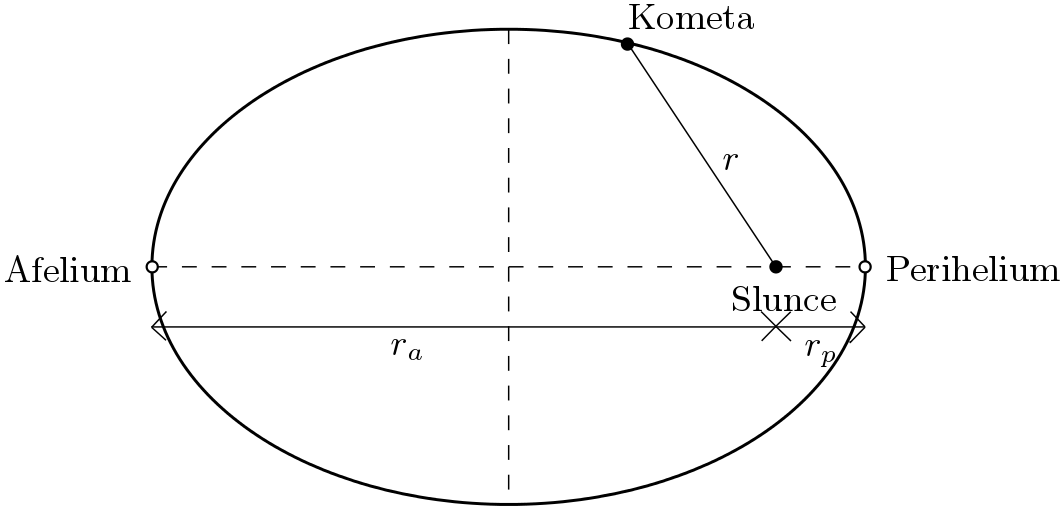 Kometa
r
Afelium
Perihelium
Slunce
r_a
r_p